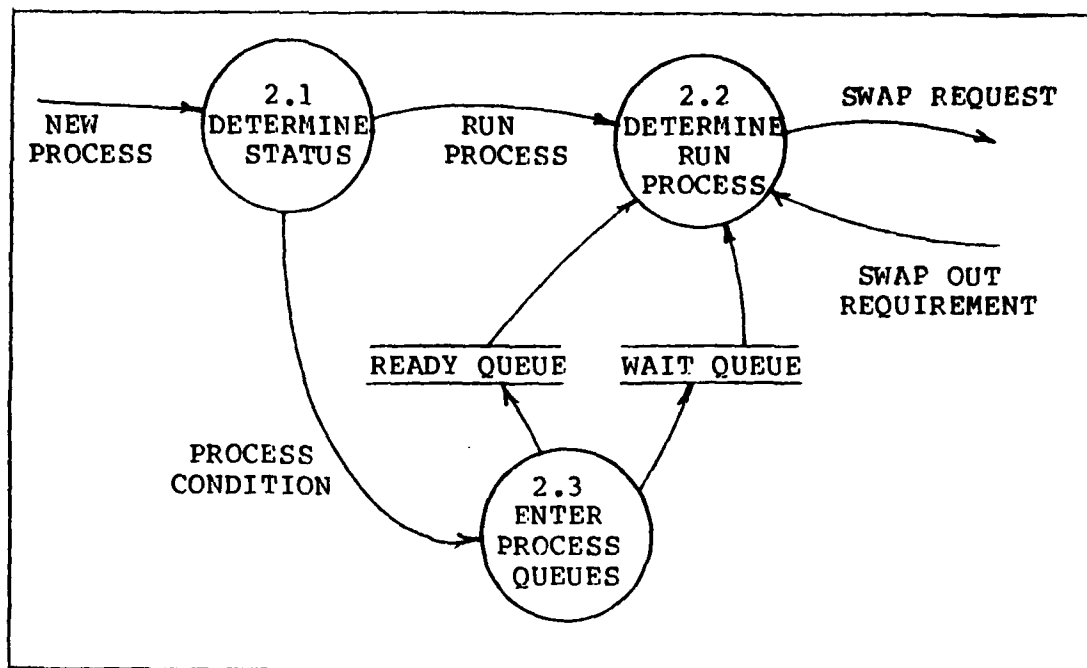 2.1
DETERMINE
STATUS
2.2
DETERMINE
RUN
PROCESS
NEW
PROCESS
RUN
PROCESS
SWAP REQUEST
SWAP OUT
REQUIREMENT
READY QUEUE
WAIT QUEUE
PROCESS
CONDITION
2.3
ENTER
PROCESS
QUEUES